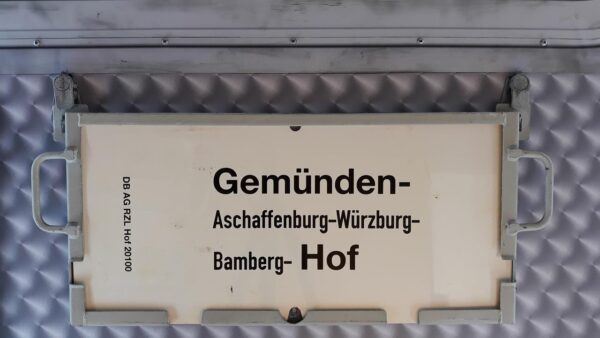 DB AG RZL Hof 20100
Gemünden-
Aschaffenburg-Würzburg-
Bamberg- Hof